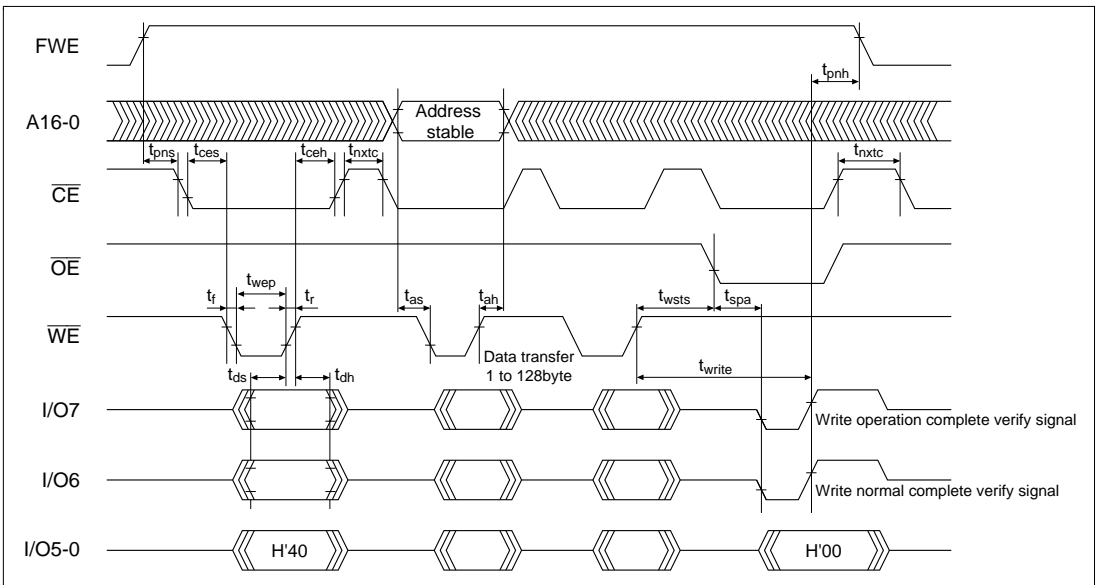 FWE
tpnh
A16-0
Address
stable
tpns tces tceh tnxtc tnxtc
CE
OE
twep
tf tr tas tah twsts tspa
WE
Data transfer
1 to 128byte
twrite
tds tdh
I/O7
Write operation complete verify signal
I/O6
Write normal complete verify signal
I/O5-0 H'40 H'00